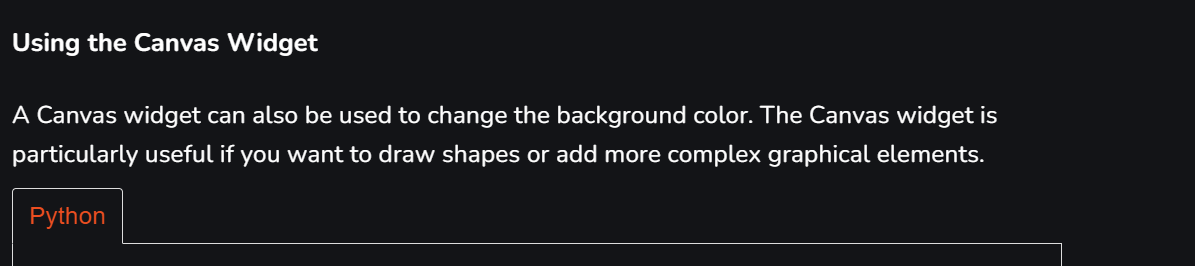 Using the Canvas Widget
A Canvas widget can also be used to change the background color. The Canvas widget is
particularly useful if you want to draw shapes or add more complex graphical elements.
Python